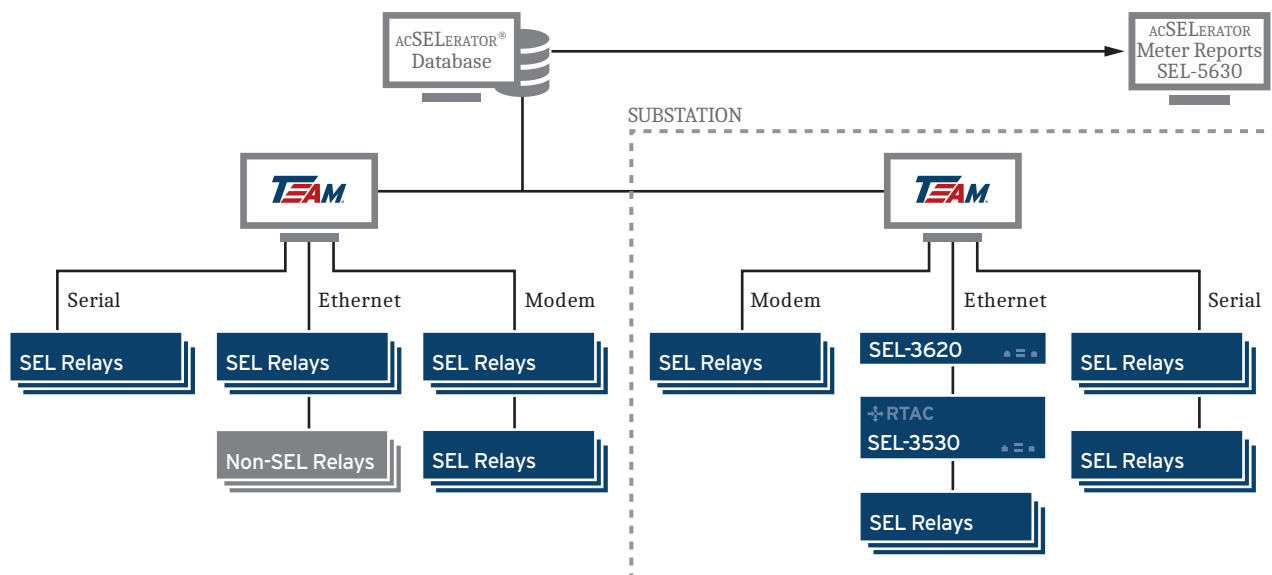 ACSELERATOR®
Database
ACSELERATOR
Meter Reports
SEL-5630
SUBSTATION
TEAM
TEAM
Serial
Ethernet
Modem
Modem
Ethernet
Serial
SEL Relays
SEL Relays
SEL Relays
SEL Relays
SEL-3620
SEL Relays
Non-SEL Relays
SEL Relays
RTAC
SEL-3530
SEL Relays
SEL Relays